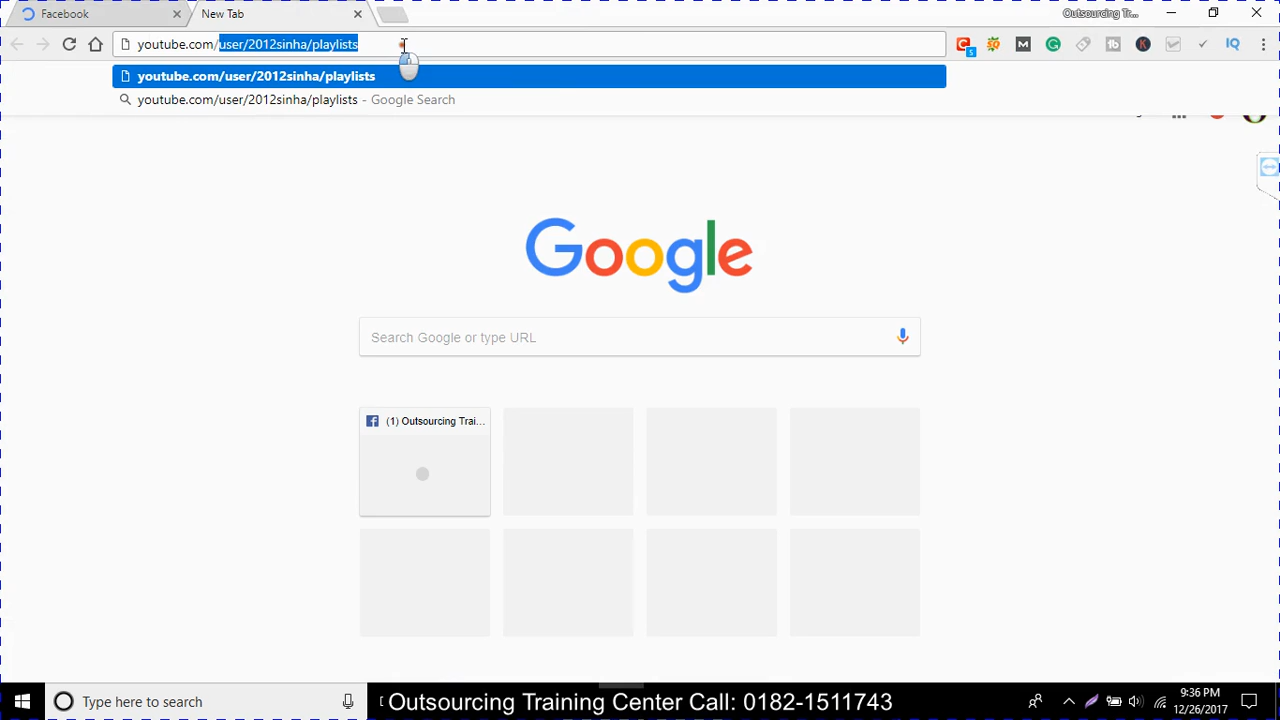 Facebook
New Tab
Outsourcing Tr...
youtube.com/user/2012sinha/playlists
youtube.com/user/2012sinha/playlists
youtube.com/user/2012sinha/playlists - Google Search
Google
Search Google or type URL
(1) Outsourcing Trai...
Type here to search
Outsourcing Training Center Call: 0182-1511743
9:36 PM
12/26/2017